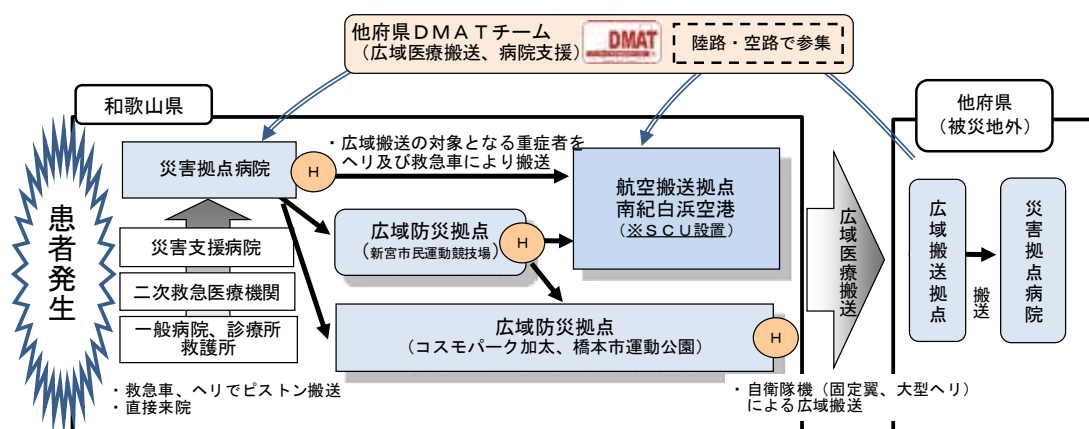 他府県DMATチーム
(広域医療搬送、病院支援)
DMAT
陸路・空路で参集
和歌山県
他府県
(被災地外)
患者発生
災害拠点病院
H
・広域搬送の対象となる重症者を
ヘリ及び救急車により搬送
航空搬送拠点
南紀白浜空港
(※SCU設置)
広域防災拠点
(新宮市民運動競技場)
H
災害支援病院
二次救急医療機関
一般病院、診療所
救護所
広域防災拠点
(コスモパーク加太、橋本市運動公園)
H
広域医療搬送
広域搬送拠点
搬送
災害拠点病院
・救急車、ヘリでピストン搬送
・直接来院
・自衛隊機(固定翼、大型ヘリ)
による広域搬送